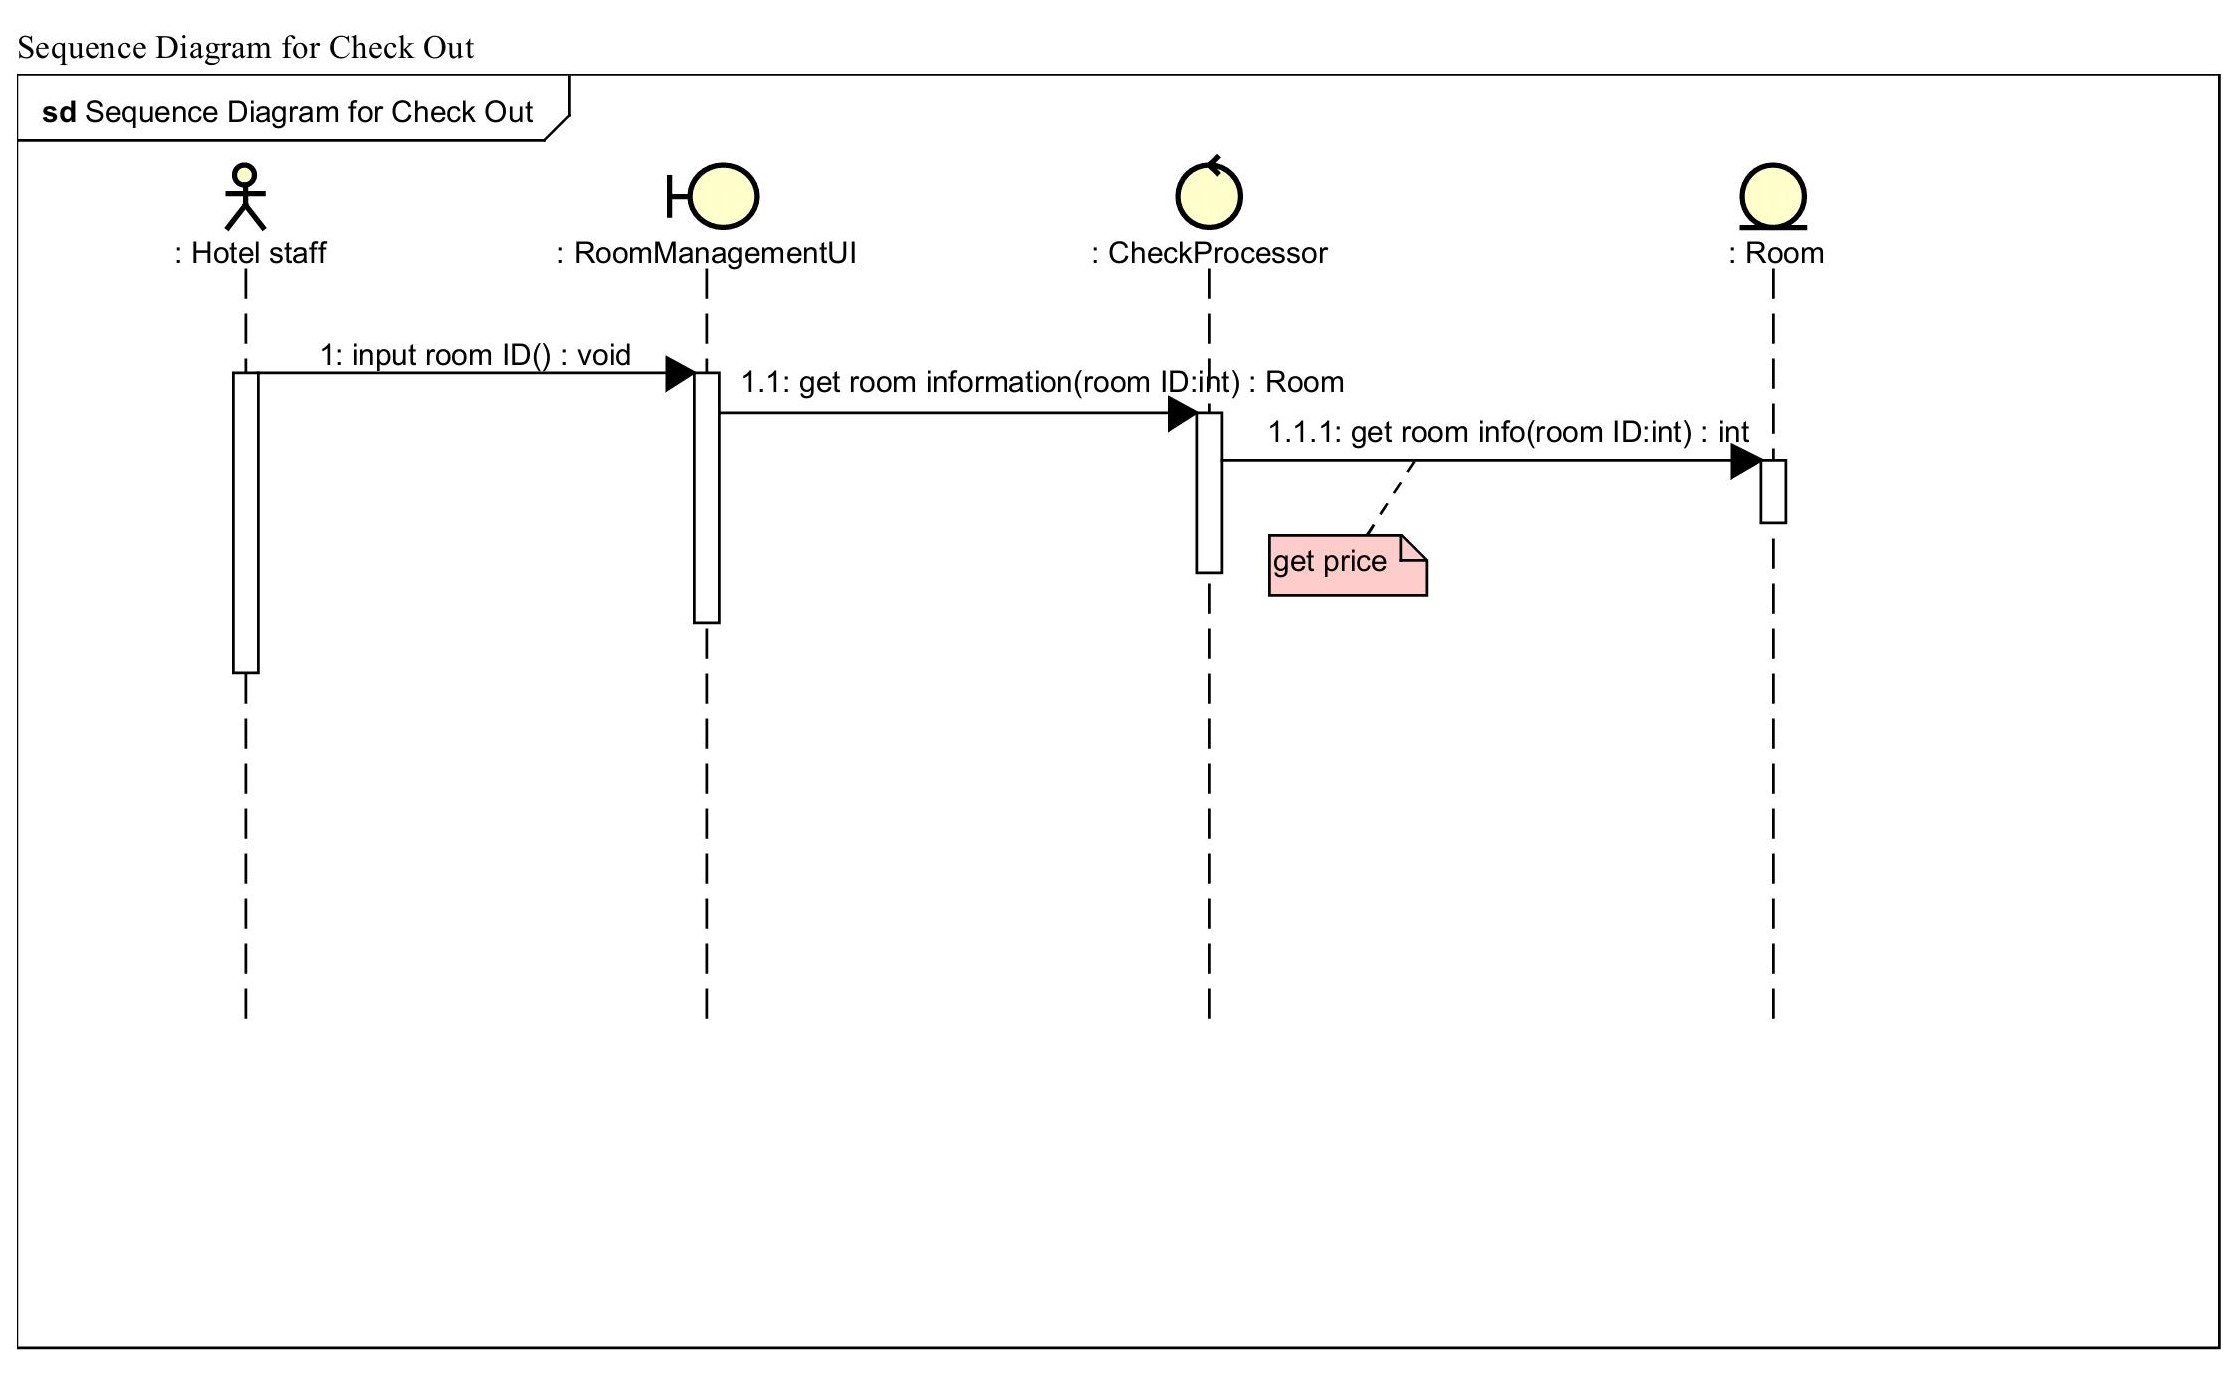 Sequence Diagram for Check Out
sd Sequence Diagram for Check Out
: Hotel staff
: RoomManagementUI
: CheckProcessor
: Room
1: input room ID() : void
1.1: get room information(room ID:int) : Room
1.1.1: get room info(room ID:int) : int
get price